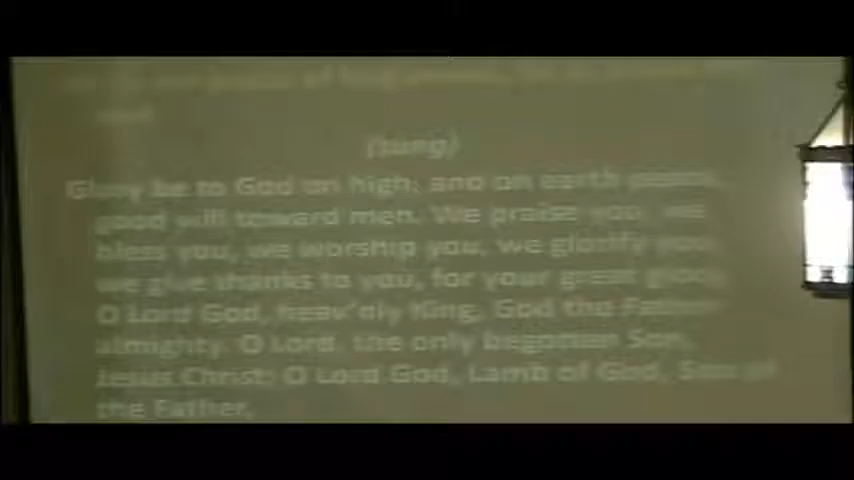 (sung)
Glory be to God on high, and on earth peace,
good will toward men. We praise you, we
bless you, we worship you, we glorify you,
we give thanks to you, for your great glory,
O Lord God, heav'nly King, God the Father
almighty. O Lord, the only begotten Son,
Jesus Christ; O Lord God, Lamb of God, Son of
the Father,